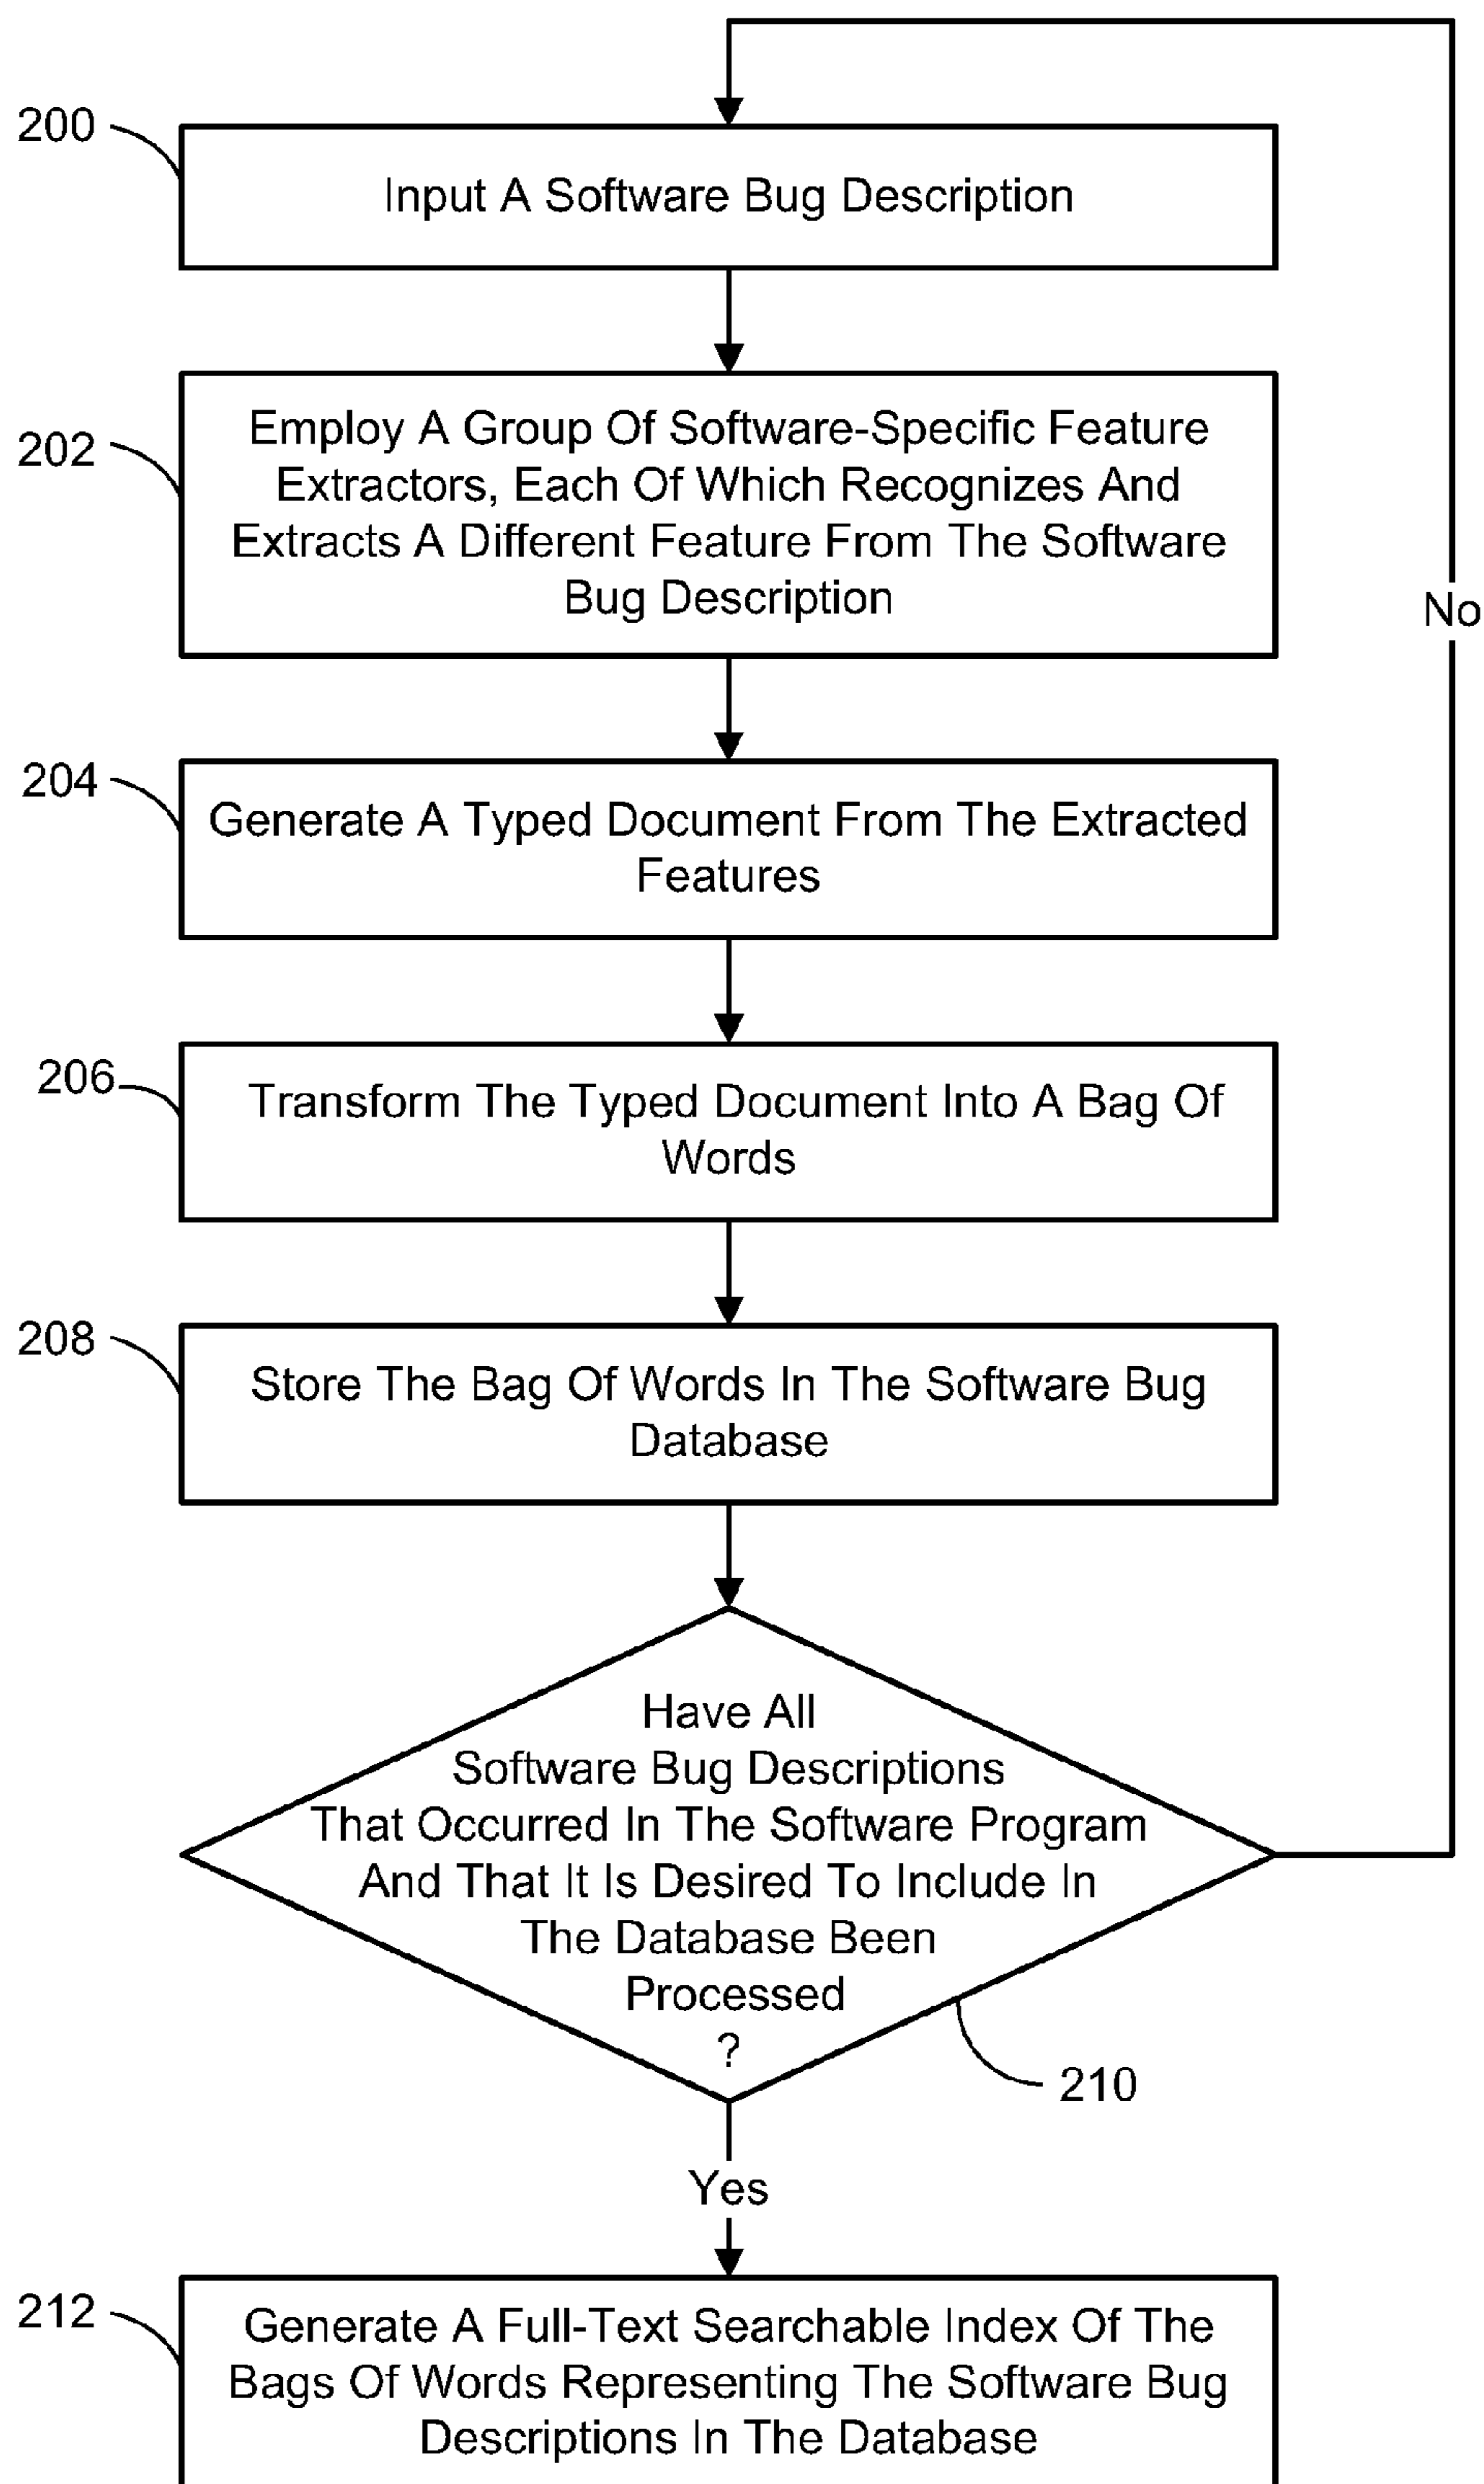 200
Input A Software Bug Description
202
Employ A Group Of Software-Specific Feature
Extractors, Each Of Which Recognizes And
Extracts A Different Feature From The Software
Bug Description
No
204
Generate A Typed Document From The Extracted
Features
206
Transform The Typed Document Into A Bag Of
Words
208
Store The Bag Of Words In The Software Bug
Database
Have All
Software Bug Descriptions
That Occurred In The Software Program
And That It Is Desired To Include In
The Database Been
Processed
?
210
Yes
212
Generate A Full-Text Searchable Index Of The
Bags Of Words Representing The Software Bug
Descriptions In The Database